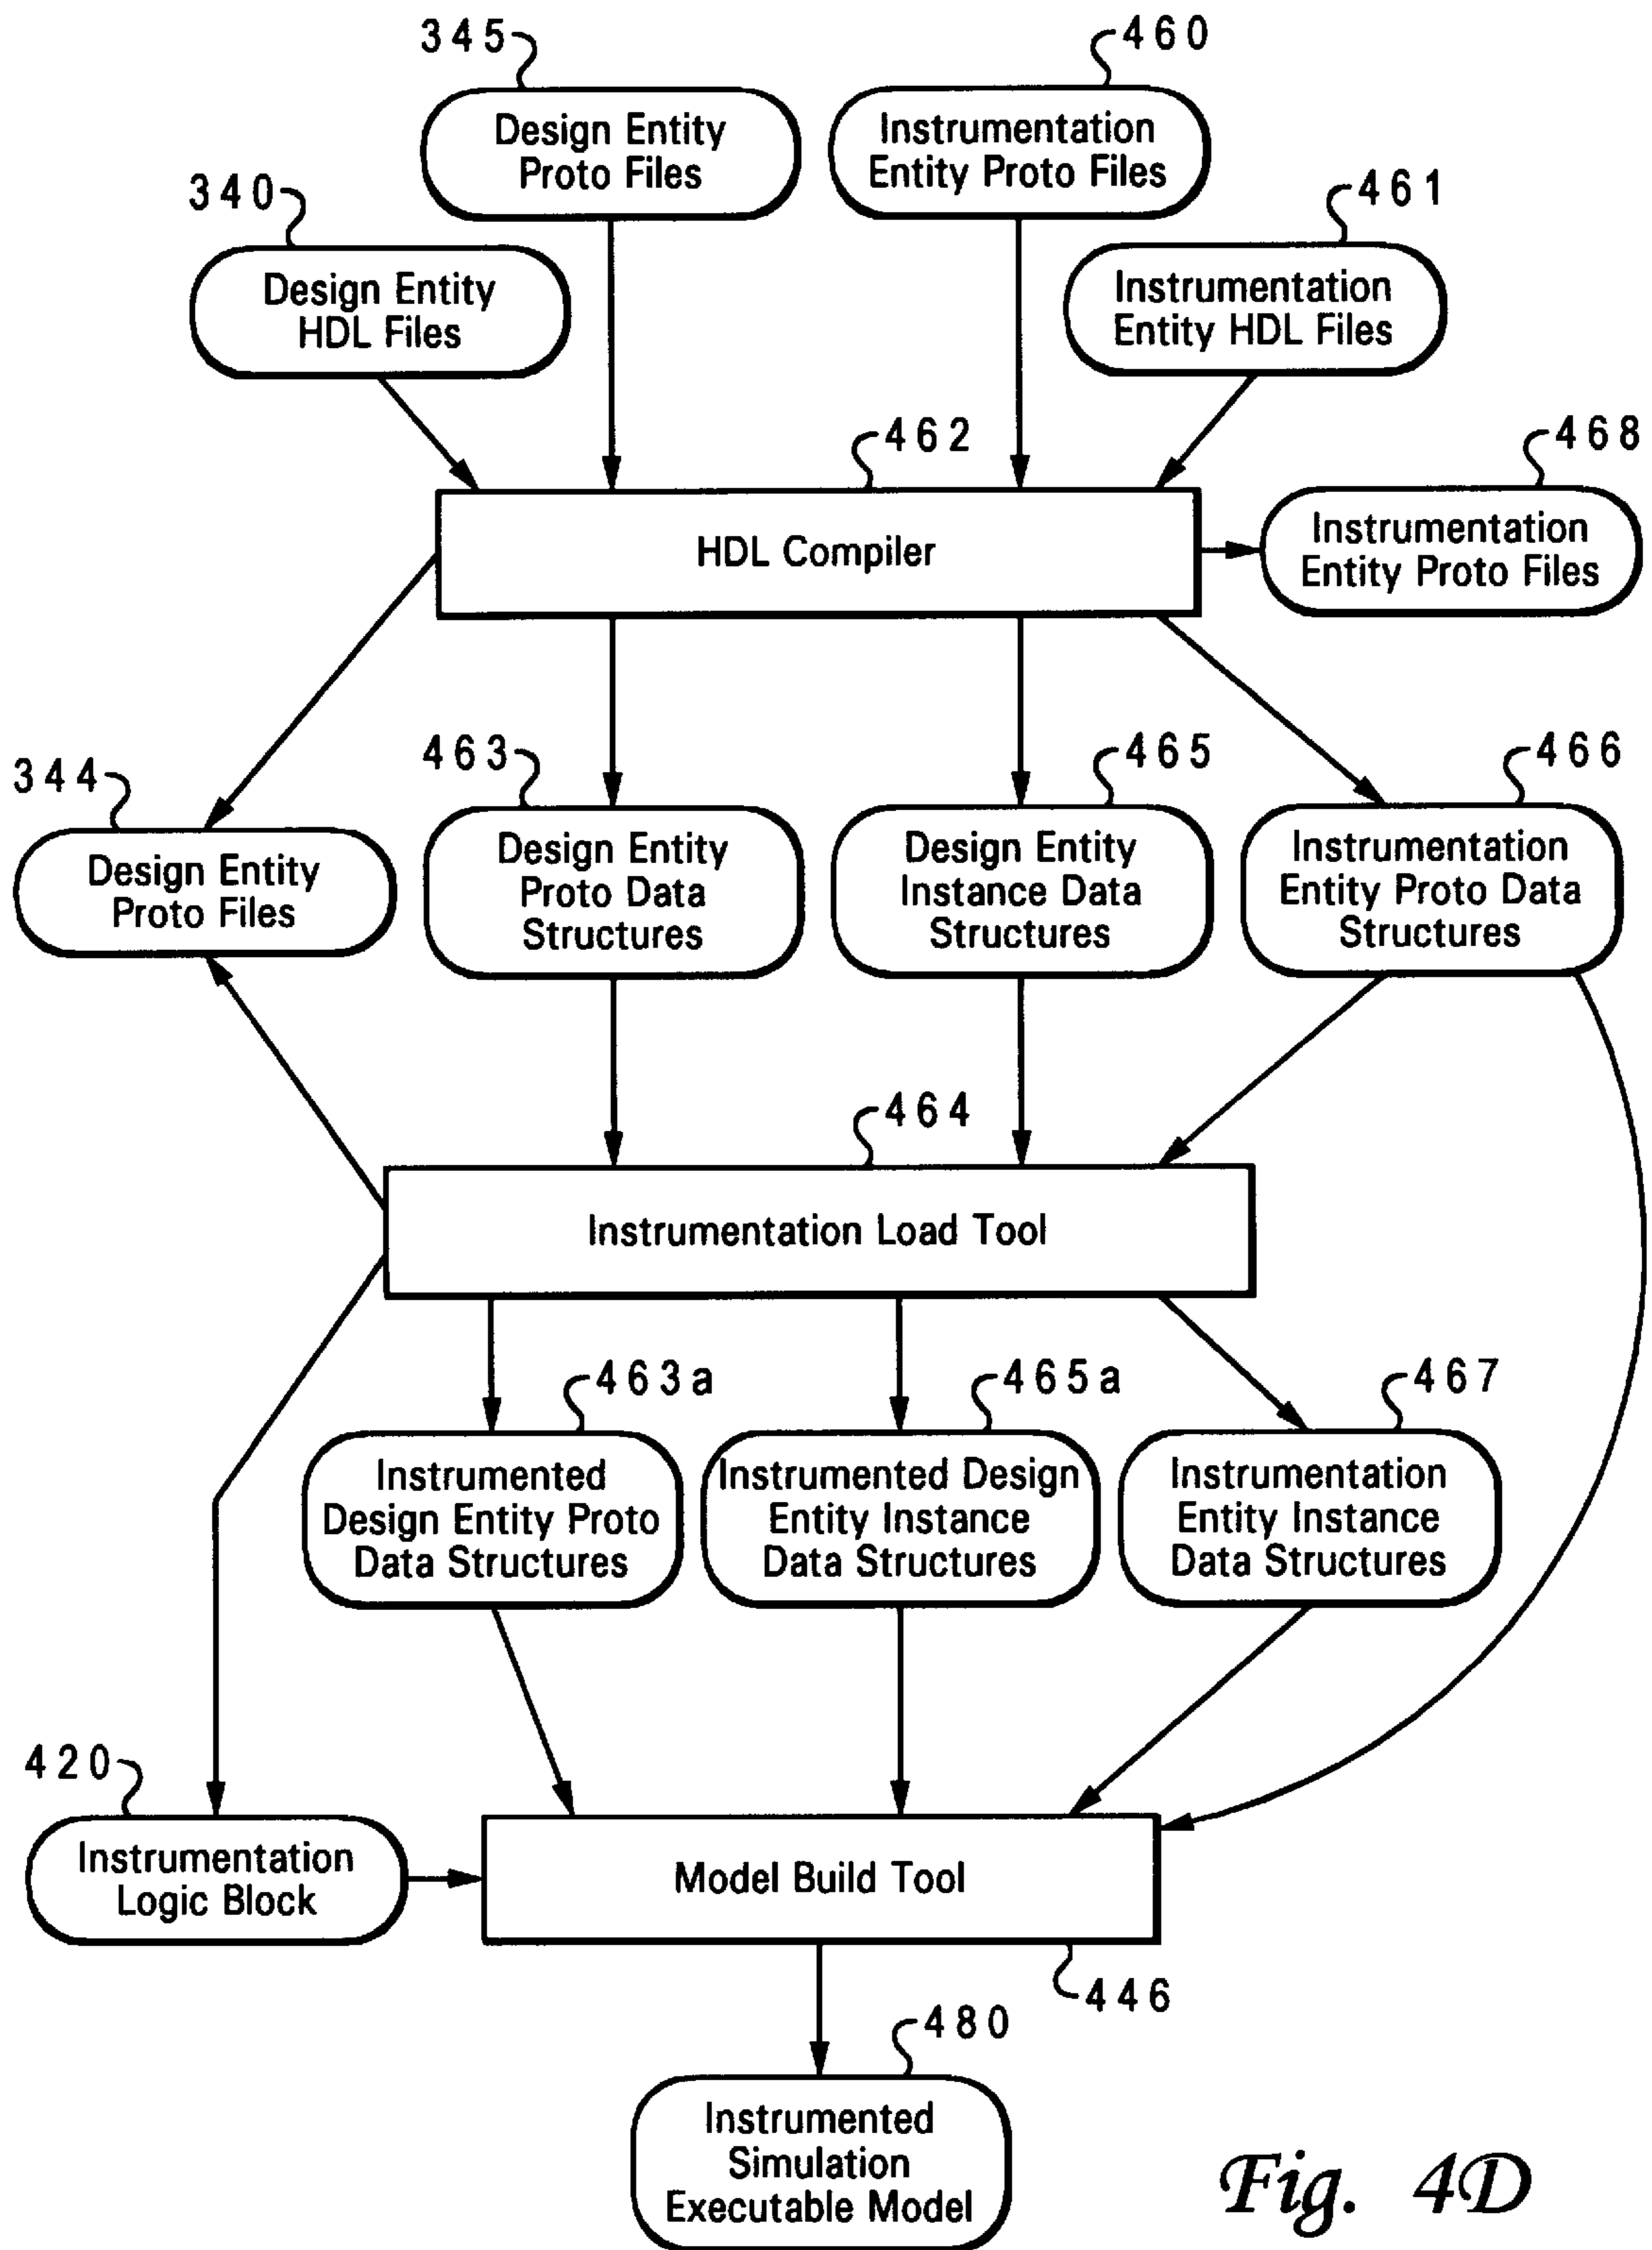 345
460
Design Entity
Proto Files
Instrumentation
Entity Proto Files
340
461
Design Entity
HDL Files
Instrumentation
Entity HDL Files
462
468
HDL Compiler
Instrumentation
Entity Proto Files
344
463
465
466
Design Entity
Proto Files
Design Entity
Proto Data
Structures
Design Entity
Instance Data
Structures
Instrumentation
Entity Proto Data
Structures
464
Instrumentation Load Tool
463a
465a
467
Instrumented
Design Entity Proto
Data Structures
Instrumented Design
Entity Instance
Data Structures
Instrumentation
Entity Instance
Data Structures
420
Instrumentation
Logic Block
Model Build Tool
446
480
Instrumented
Simulation
Executable Model
Fig. 4D